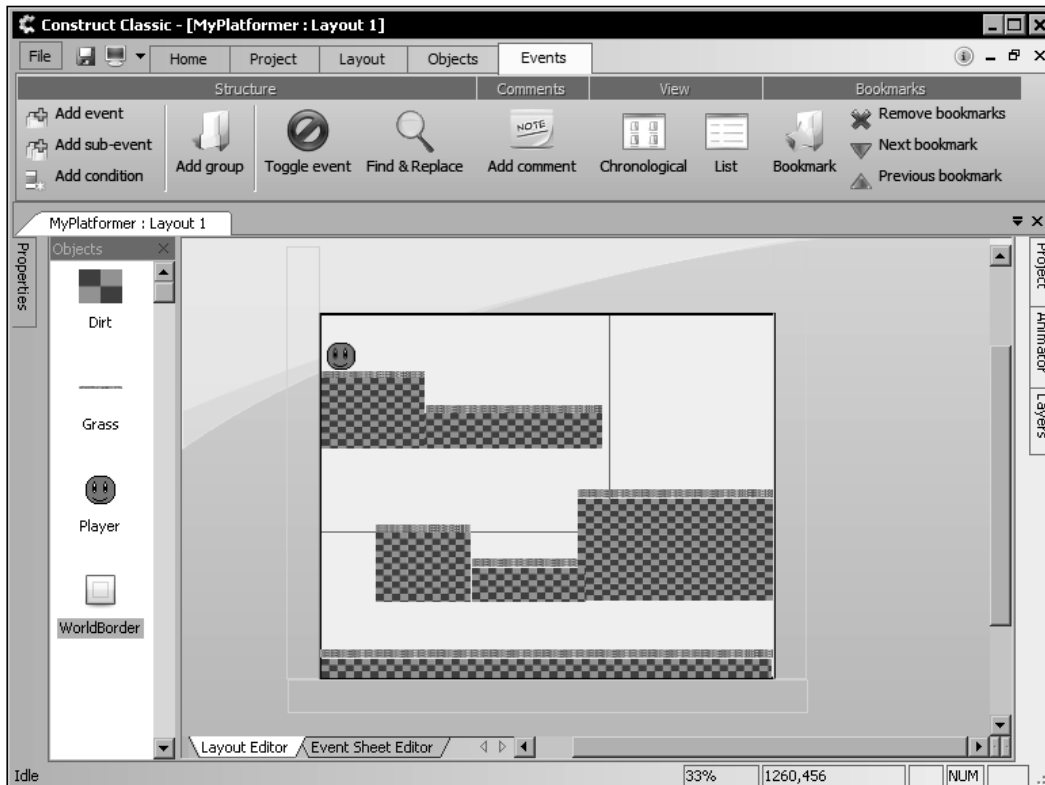 Construct Classic - [MyPlatformer : Layout 1]
File Home Project Layout Objects Events
Structure Comments View Bookmarks
Add event
Add sub-event
Add condition
Add group
Toggle event
Find & Replace
NOTE
Add comment
Chronological
List
Bookmark
Remove bookmarks
Next bookmark
Previous bookmark
MyPlatformer : Layout 1
Properties
Objects
Dirt
Grass
Player
WorldBorder
Project
Animator
Layers
Layout Editor Event Sheet Editor
Idle 33% 1260,456 NUM